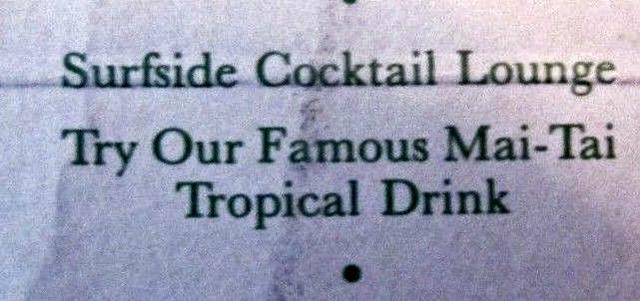 Surfside Cocktail Lounge
Try Our Famous Mai-Tai
Tropical Drink